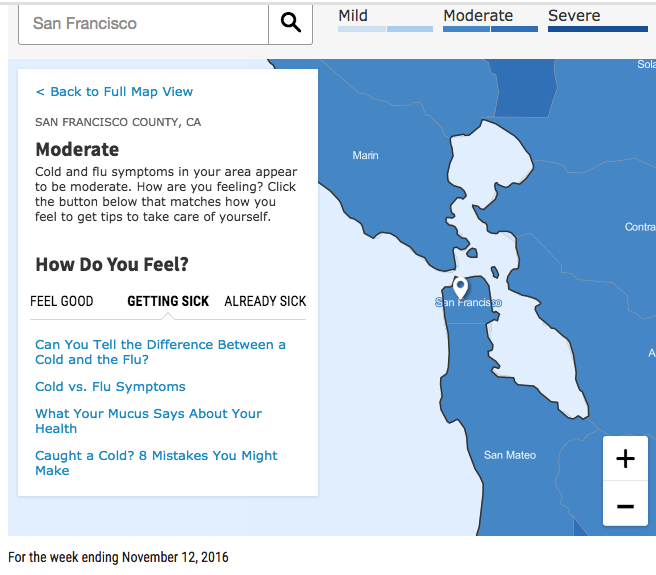 San Francisco
Mild
Moderate
Severe
< Back to Full Map View
SAN FRANCISCO COUNTY, CA
Moderate
Cold and flu symptoms in your area appear
to be moderate. How are you feeling? Click
the button below that matches how you
feel to get tips to take care of yourself.
How Do You Feel?
FEEL GOOD
GETTING SICK
ALREADY SICK
Can You Tell the Difference Between a
Cold and the Flu?
Cold vs. Flu Symptoms
What Your Mucus Says About Your
Health
Caught a Cold? 8 Mistakes You Might
Make
Sola
Marin
Contra
San Francisco
A
San Mateo
+
−
For the week ending November 12, 2016